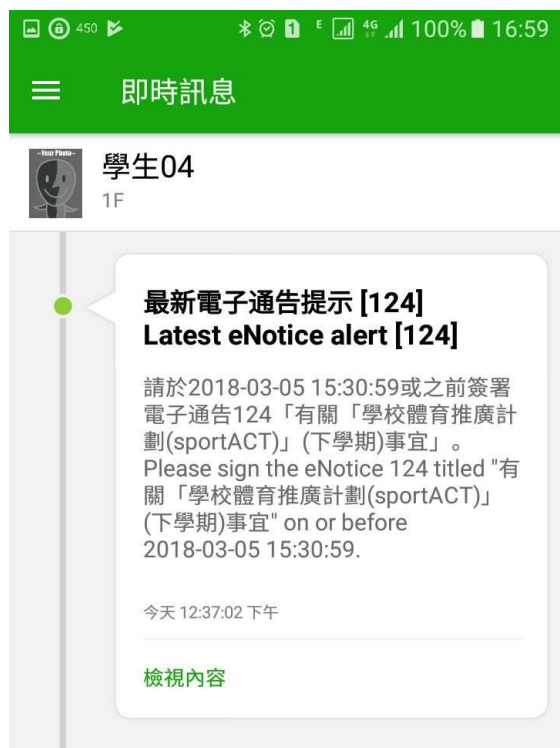 450
1 E 4G 100% 16:59
即時訊息
--Your Photo--
學生04
1F
最新電子通告提示 [124]
Latest eNotice alert [124]
請於2018-03-05 15:30:59或之前簽署
電子通告124「有關「學校體育推廣計
劃(sportACT)」(下學期)事宜」。
Please sign the eNotice 124 titled "有
關「學校體育推廣計劃(sportACT)」
(下學期)事宜" on or before
2018-03-05 15:30:59.
今天 12:37:02 下午
檢視內容